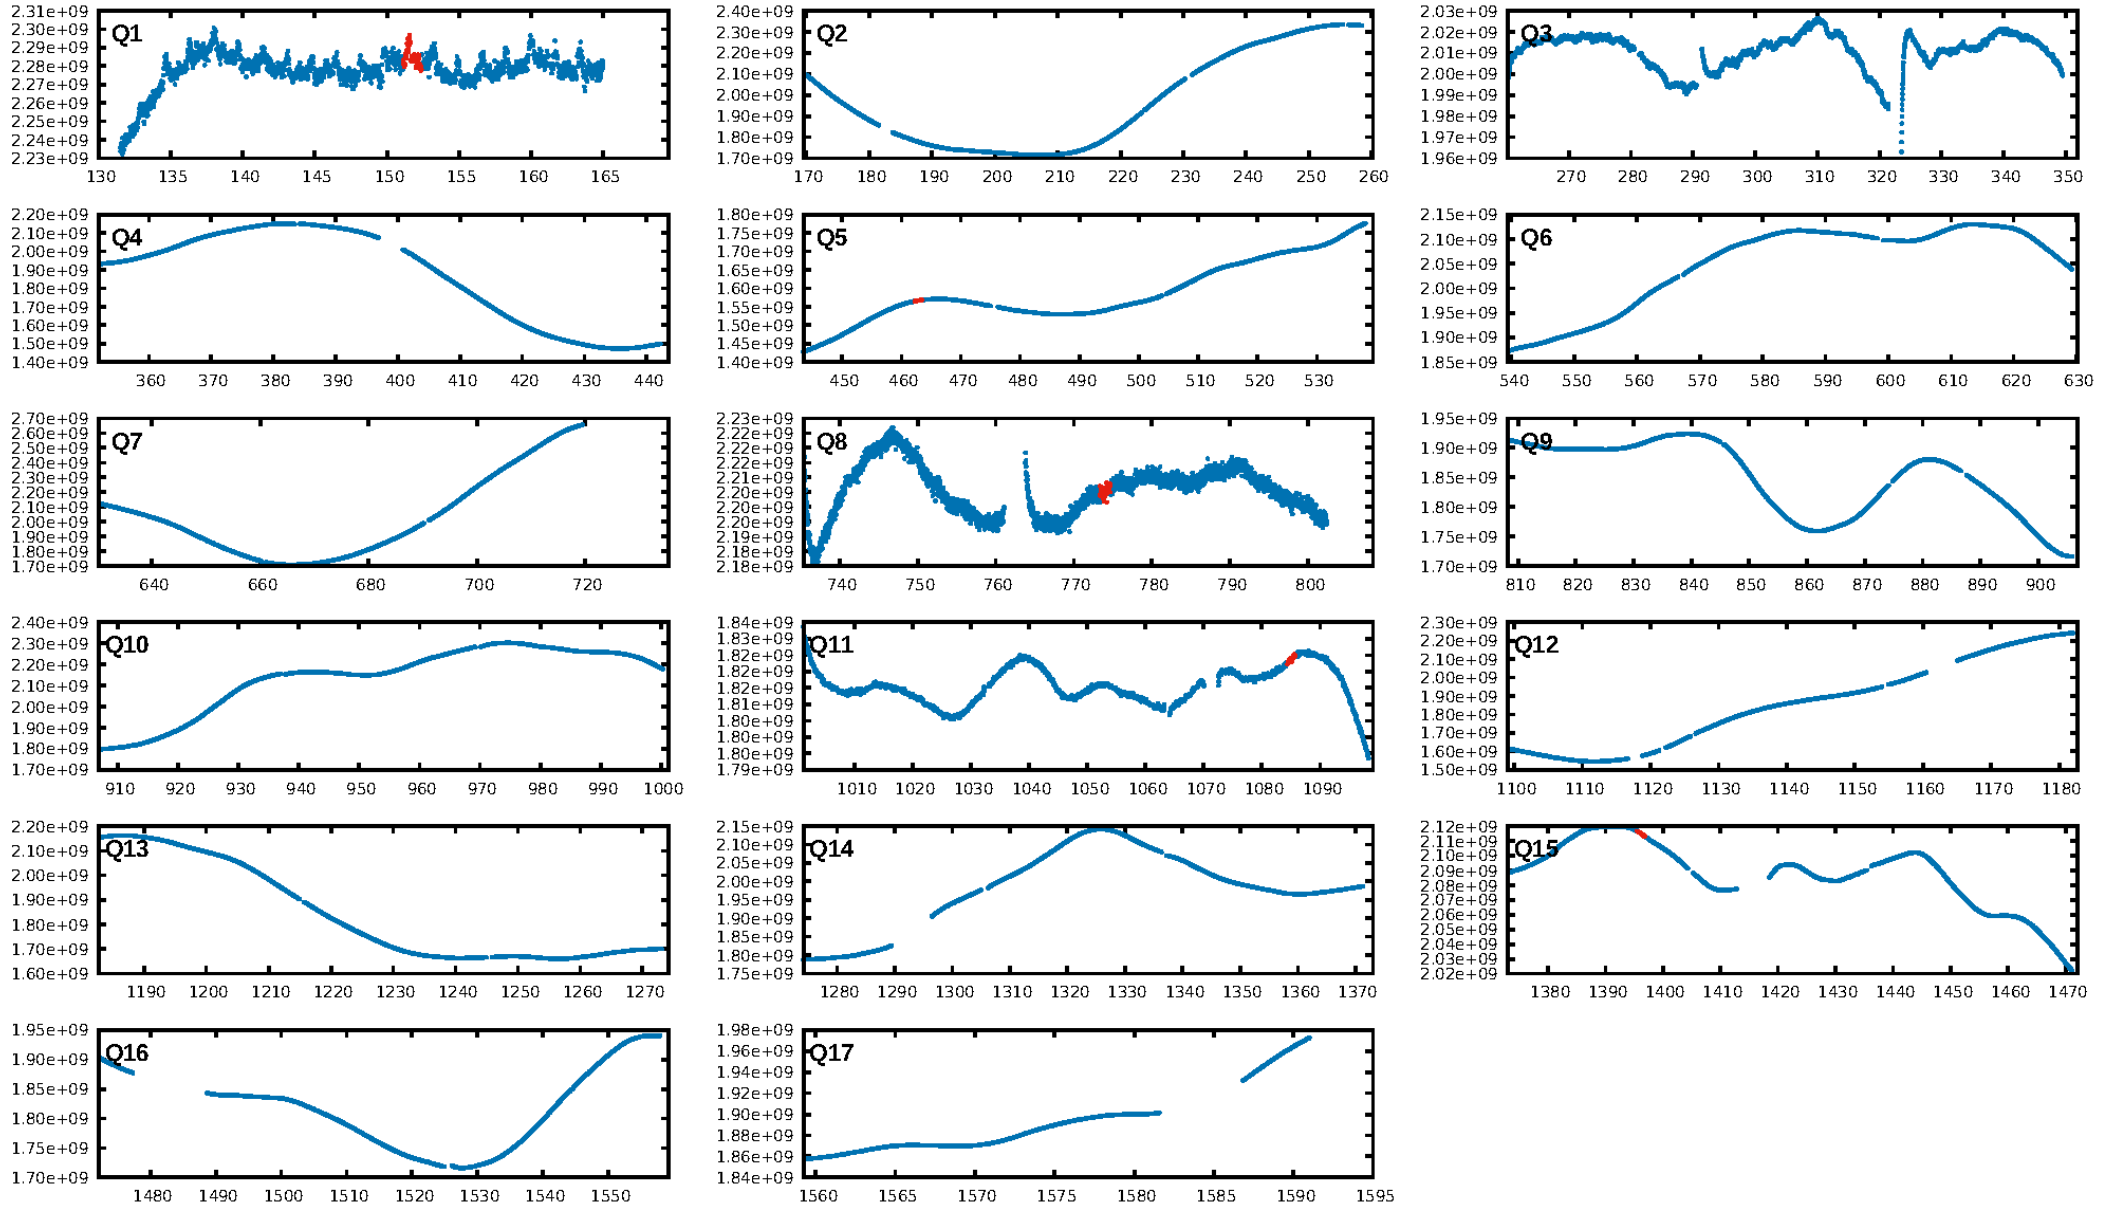 2.31e+09
2.30e+09
2.29e+09
2.28e+09
2.27e+09
2.26e+09
2.25e+09
2.24e+09
2.23e+09
Q1
130 135 140 145 150 155 160 165
2.40e+09
2.30e+09
2.20e+09
2.10e+09
2.00e+09
1.90e+09
1.80e+09
1.70e+09
Q2
170 180 190 200 210 220 230 240 250 260
2.03e+09
2.02e+09
2.01e+09
2.00e+09
1.99e+09
1.98e+09
1.97e+09
1.96e+09
Q3
270 280 290 300 310 320 330 340 350
2.20e+09
2.10e+09
2.00e+09
1.90e+09
1.80e+09
1.70e+09
1.60e+09
1.50e+09
1.40e+09
Q4
360 370 380 390 400 410 420 430 440
1.80e+09
1.75e+09
1.70e+09
1.65e+09
1.60e+09
1.55e+09
1.50e+09
1.45e+09
1.40e+09
Q5
450 460 470 480 490 500 510 520 530
2.15e+09
2.10e+09
2.05e+09
2.00e+09
1.95e+09
1.90e+09
1.85e+09
Q6
540 550 560 570 580 590 600 610 620 630
2.70e+09
2.60e+09
2.50e+09
2.40e+09
2.30e+09
2.20e+09
2.10e+09
2.00e+09
1.90e+09
1.80e+09
1.70e+09
Q7
640 660 680 700 720
2.23e+09
2.22e+09
2.22e+09
2.21e+09
2.21e+09
2.20e+09
2.20e+09
2.19e+09
2.19e+09
2.18e+09
2.18e+09
Q8
740 750 760 770 780 790 800
1.95e+09
1.90e+09
1.85e+09
1.80e+09
1.75e+09
1.70e+09
Q9
810 820 830 840 850 860 870 880 890 900
2.40e+09
2.30e+09
2.20e+09
2.10e+09
2.00e+09
1.90e+09
1.80e+09
1.70e+09
Q10
910 920 930 940 950 960 970 980 990 1000
1.84e+09
1.83e+09
1.82e+09
1.82e+09
1.81e+09
1.81e+09
1.80e+09
1.80e+09
1.80e+09
1.79e+09
Q11
1010 1020 1030 1040 1050 1060 1070 1080 1090
2.30e+09
2.20e+09
2.10e+09
2.00e+09
1.90e+09
1.80e+09
1.70e+09
1.60e+09
1.50e+09
Q12
1100 1110 1120 1130 1140 1150 1160 1170 1180
2.20e+09
2.10e+09
2.00e+09
1.90e+09
1.80e+09
1.70e+09
1.60e+09
Q13
1190 1200 1210 1220 1230 1240 1250 1260 1270
2.15e+09
2.10e+09
2.05e+09
2.00e+09
1.95e+09
1.90e+09
1.85e+09
1.80e+09
1.75e+09
Q14
1280 1290 1300 1310 1320 1330 1340 1350 1360 1370
2.12e+09
2.11e+09
2.10e+09
2.09e+09
2.08e+09
2.07e+09
2.06e+09
2.05e+09
2.04e+09
2.03e+09
2.02e+09
Q15
1380 1390 1400 1410 1420 1430 1440 1450 1460 1470
1.95e+09
1.90e+09
1.85e+09
1.80e+09
1.75e+09
1.70e+09
Q16
1480 1490 1500 1510 1520 1530 1540 1550
1.98e+09
1.96e+09
1.94e+09
1.92e+09
1.90e+09
1.88e+09
1.86e+09
1.84e+09
Q17
1560 1565 1570 1575 1580 1585 1590 1595